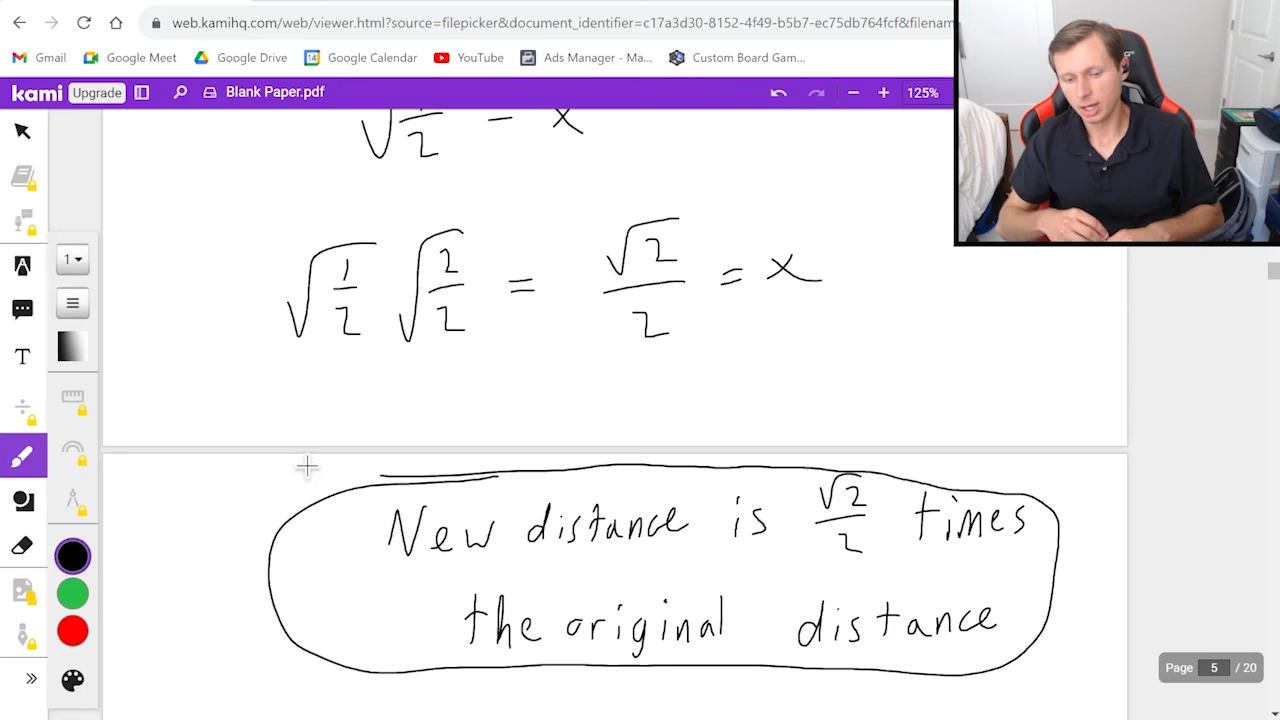 web.kamihq.com/web/viewer.html?source=filepicker&document_identifier=c17a3d30-8152-4f49-b5b7-ec75db764fcf&filenam
Gmail Google Meet Google Drive Google Calendar YouTube Ads Manager - Ma... Custom Board Gam...
kami Upgrade Blank Paper.pdf 125%
√1/2 = x
√1/2 √2/2 = √2/2 = x
1
T
New distance is √2/2 times
the original distance
Page 5 / 20